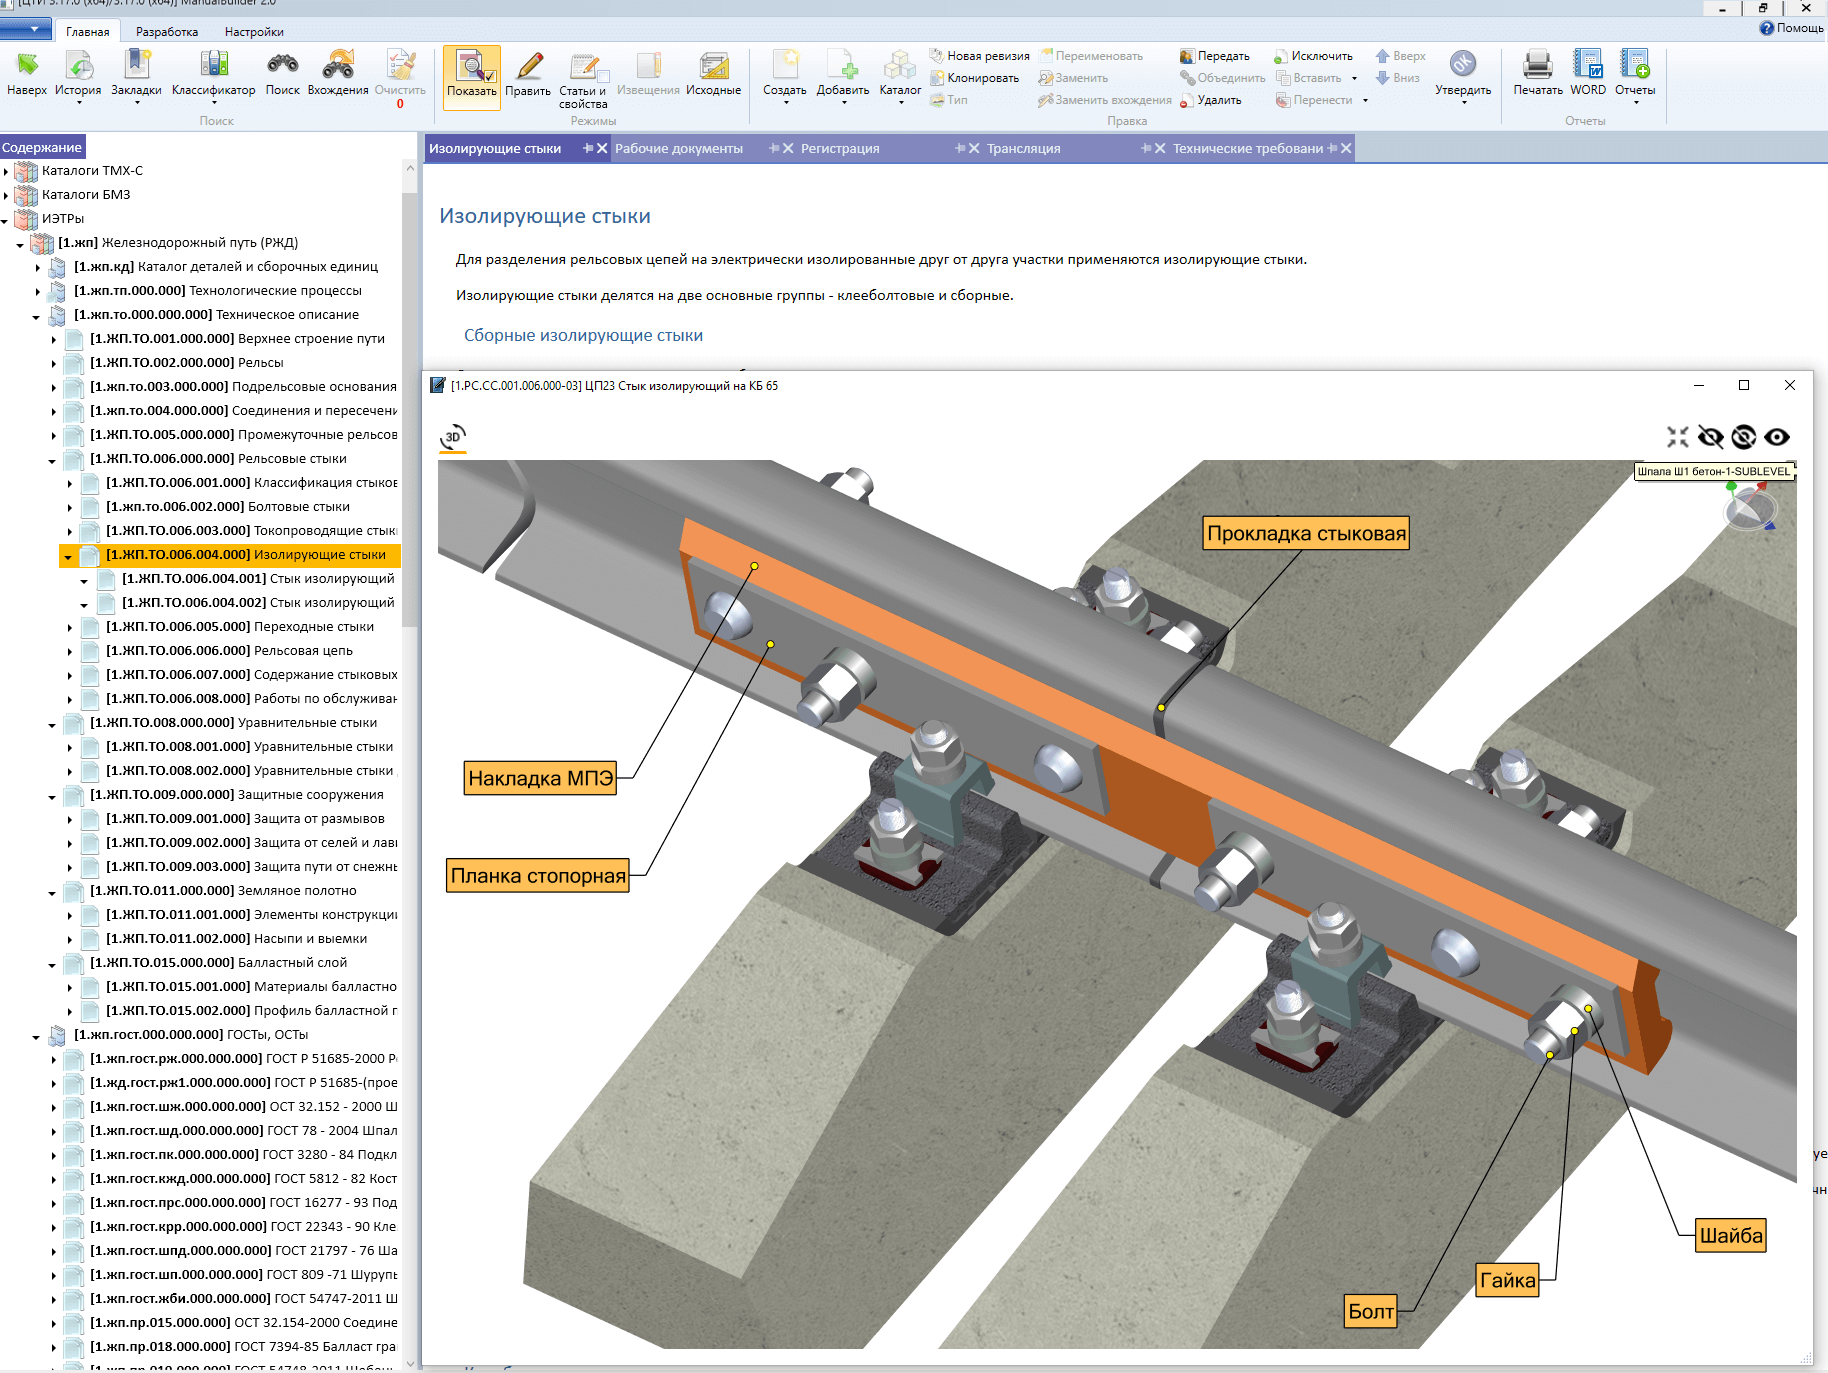 [ЦТИ 3.17.0 (x64)/3.17.0 (x64)] ManualBuilder 2.0
Главная Разработка Настройки Помощь
Наверх История Закладки Классификатор Поиск Вхождения Очистить 0
Поиск
Показать Править Статьи и свойства Извещения Исходные
Режимы
Создать Добавить Каталог
Новая ревизия Переименовать Передать Исключить Вверх
Клонировать Заменить Объединить Вставить Вниз
Тип Заменить вхождения Удалить Перенести
OK
Утвердить
Правка
Печатать WORD Отчеты
Отчеты
Содержание
Каталоги ТМХ-С
Каталоги БМЗ
ИЭТРы
[1.жп] Железнодорожный путь (РЖД)
[1.жп.кд] Каталог деталей и сборочных единиц
[1.жп.тп.000.000] Технологические процессы
[1.жп.то.000.000.000] Техническое описание
[1.ЖП.ТО.001.000.000] Верхнее строение пути
[1.ЖП.ТО.002.000.000] Рельсы
[1.жп.то.003.000.000] Подрельсовые основания
[1.жп.то.004.000.000] Соединения и пересечени
[1.ЖП.ТО.005.000.000] Промежуточные рельсов
[1.ЖП.ТО.006.000.000] Рельсовые стыки
[1.ЖП.ТО.006.001.000] Классификация стыков
[1.жп.то.006.002.000] Болтовые стыки
[1.ЖП.ТО.006.003.000] Токопроводящие стык
[1.ЖП.ТО.006.004.000] Изолирующие стыки
[1.ЖП.ТО.006.004.001] Стык изолирующий
[1.ЖП.ТО.006.004.002] Стык изолирующий
[1.ЖП.ТО.006.005.000] Переходные стыки
[1.ЖП.ТО.006.006.000] Рельсовая цепь
[1.ЖП.ТО.006.007.000] Содержание стыковых
[1.ЖП.ТО.006.008.000] Работы по обслуживан
[1.ЖП.ТО.008.000.000] Уравнительные стыки
[1.ЖП.ТО.008.001.000] Уравнительные стыки
[1.ЖП.ТО.008.002.000] Уравнительные стыки
[1.ЖП.ТО.009.000.000] Защитные сооружения
[1.ЖП.ТО.009.001.000] Защита от размывов
[1.ЖП.ТО.009.002.000] Защита от селей и лави
[1.ЖП.ТО.009.003.000] Защита пути от снежн
[1.ЖП.ТО.011.000.000] Земляное полотно
[1.ЖП.ТО.011.001.000] Элементы конструкци
[1.ЖП.ТО.011.002.000] Насыпи и выемки
[1.ЖП.ТО.015.000.000] Балластный слой
[1.ЖП.ТО.015.001.000] Материалы балластно
[1.ЖП.ТО.015.002.000] Профиль балластной п
[1.жп.гост.000.000.000] ГОСТы, ОСТы
[1.жп.гост.рж.000.000.000] ГОСТ Р 51685-2000 Р
[1.жд.гост.рж1.000.000.000] ГОСТ Р 51685-(прое
[1.жп.гост.шж.000.000.000] ОСТ 32.152 - 2000 Ш
[1.жп.гост.шд.000.000.000] ГОСТ 78 - 2004 Шпал
[1.жп.гост.пк.000.000.000] ГОСТ 3280 - 84 Подкл
[1.жп.гост.кжд.000.000.000] ГОСТ 5812 - 82 Кост
[1.жп.гост.прс.000.000.000] ГОСТ 16277 - 93 Под
[1.жп.гост.крр.000.000.000] ГОСТ 22343 - 90 Кле
[1.жп.гост.шпд.000.000.000] ГОСТ 21797 - 76 Ша
[1.жп.гост.шп.000.000.000] ГОСТ 809 -71 Шурупы
[1.жп.гост.жби.000.000.000] ГОСТ 54747-2011 Ш
[1.жп.пр.015.000.000] ОСТ 32.154-2000 Соедине
[1.жп.пр.018.000.000] ГОСТ 7394-85 Балласт гра
Изолирующие стыки Рабочие документы Регистрация Трансляция Технические требовани
Изолирующие стыки
Для разделения рельсовых цепей на электрически изолированные друг от друга участки применяются изолирующие стыки.
Изолирующие стыки делятся на две основные группы - клееболтовые и сборные.
Сборные изолирующие стыки
[1.РС.СС.001.006.000-03] ЦП23 Стык изолирующий на КБ 65
3D
Шпала Ш1 бетон-1-SUBLEVEL
Прокладка стыковая
Накладка МПЭ
Планка стопорная
Шайба
Гайка
Болт